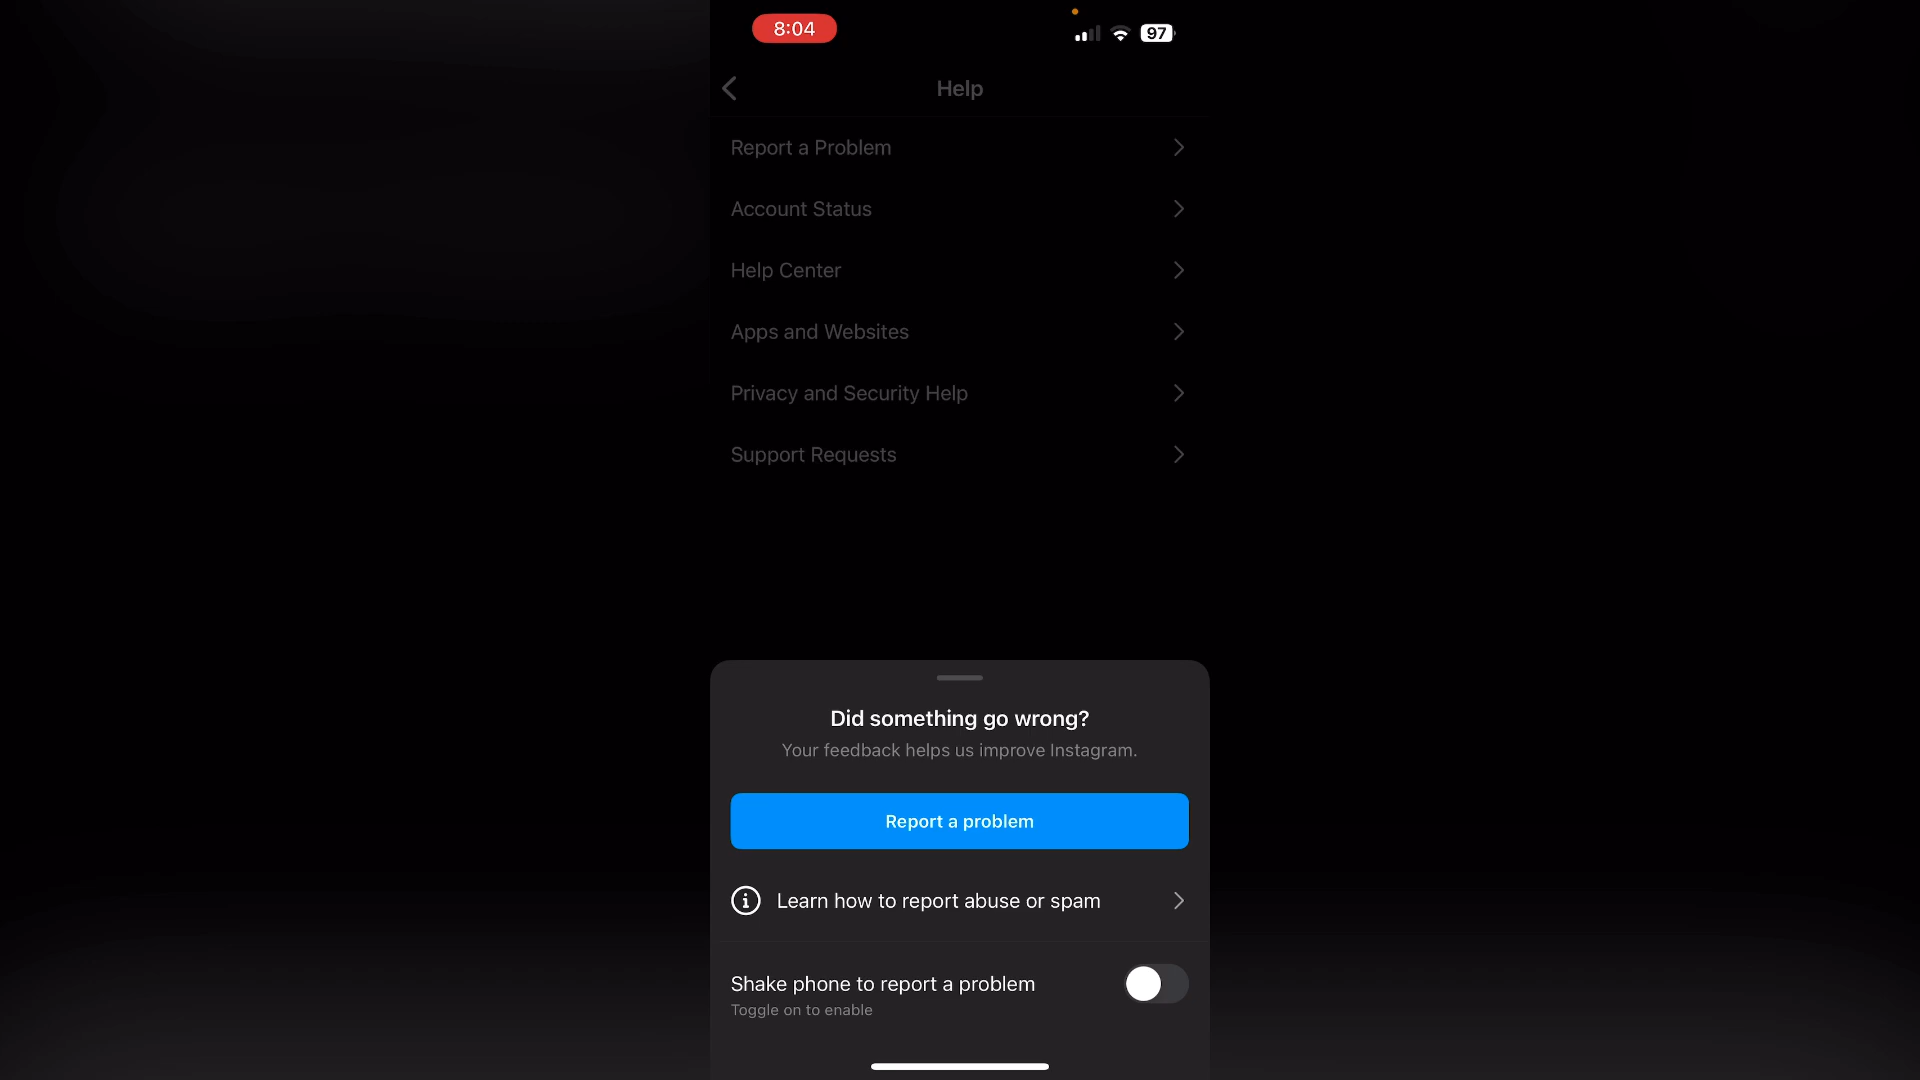 8:04
97
Help
Report a Problem
Account Status
Help Center
Apps and Websites
Privacy and Security Help
Support Requests
Did something go wrong?
Your feedback helps us improve Instagram.
Report a problem
Learn how to report abuse or spam
Shake phone to report a problem
Toggle on to enable